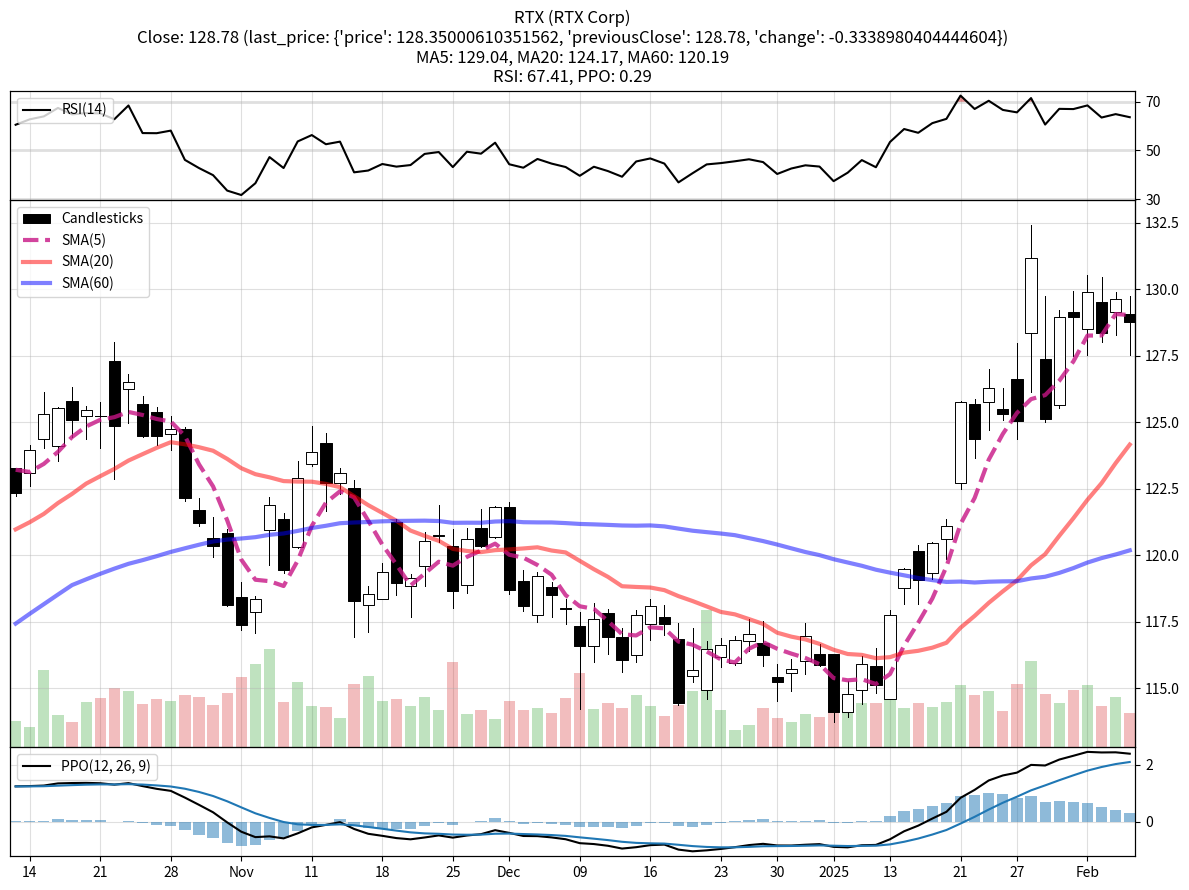 RTX (RTX Corp)
Close: 128.78 (last_price: {'price': 128.35000610351562, 'previousClose': 128.78, 'change': -0.3338980404444604})
MA5: 129.04, MA20: 124.17, MA60: 120.19
RSI: 67.41, PPO: 0.29
RSI(14)
70
50
30
Candlesticks
SMA(5)
SMA(20)
SMA(60)
132.5
130.0
127.5
125.0
122.5
120.0
117.5
115.0
PPO(12, 26, 9)
2
0
14 21 28 Nov 11 18 25 Dec 09 16 23 30 2025 13 21 27 Feb